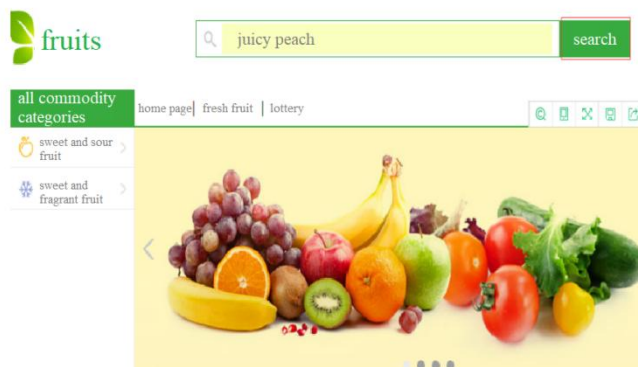 fruits
juicy peach
search
all commodity
categories
home page
fresh fruit
lottery
sweet and sour
fruit
sweet and
fragrant fruit